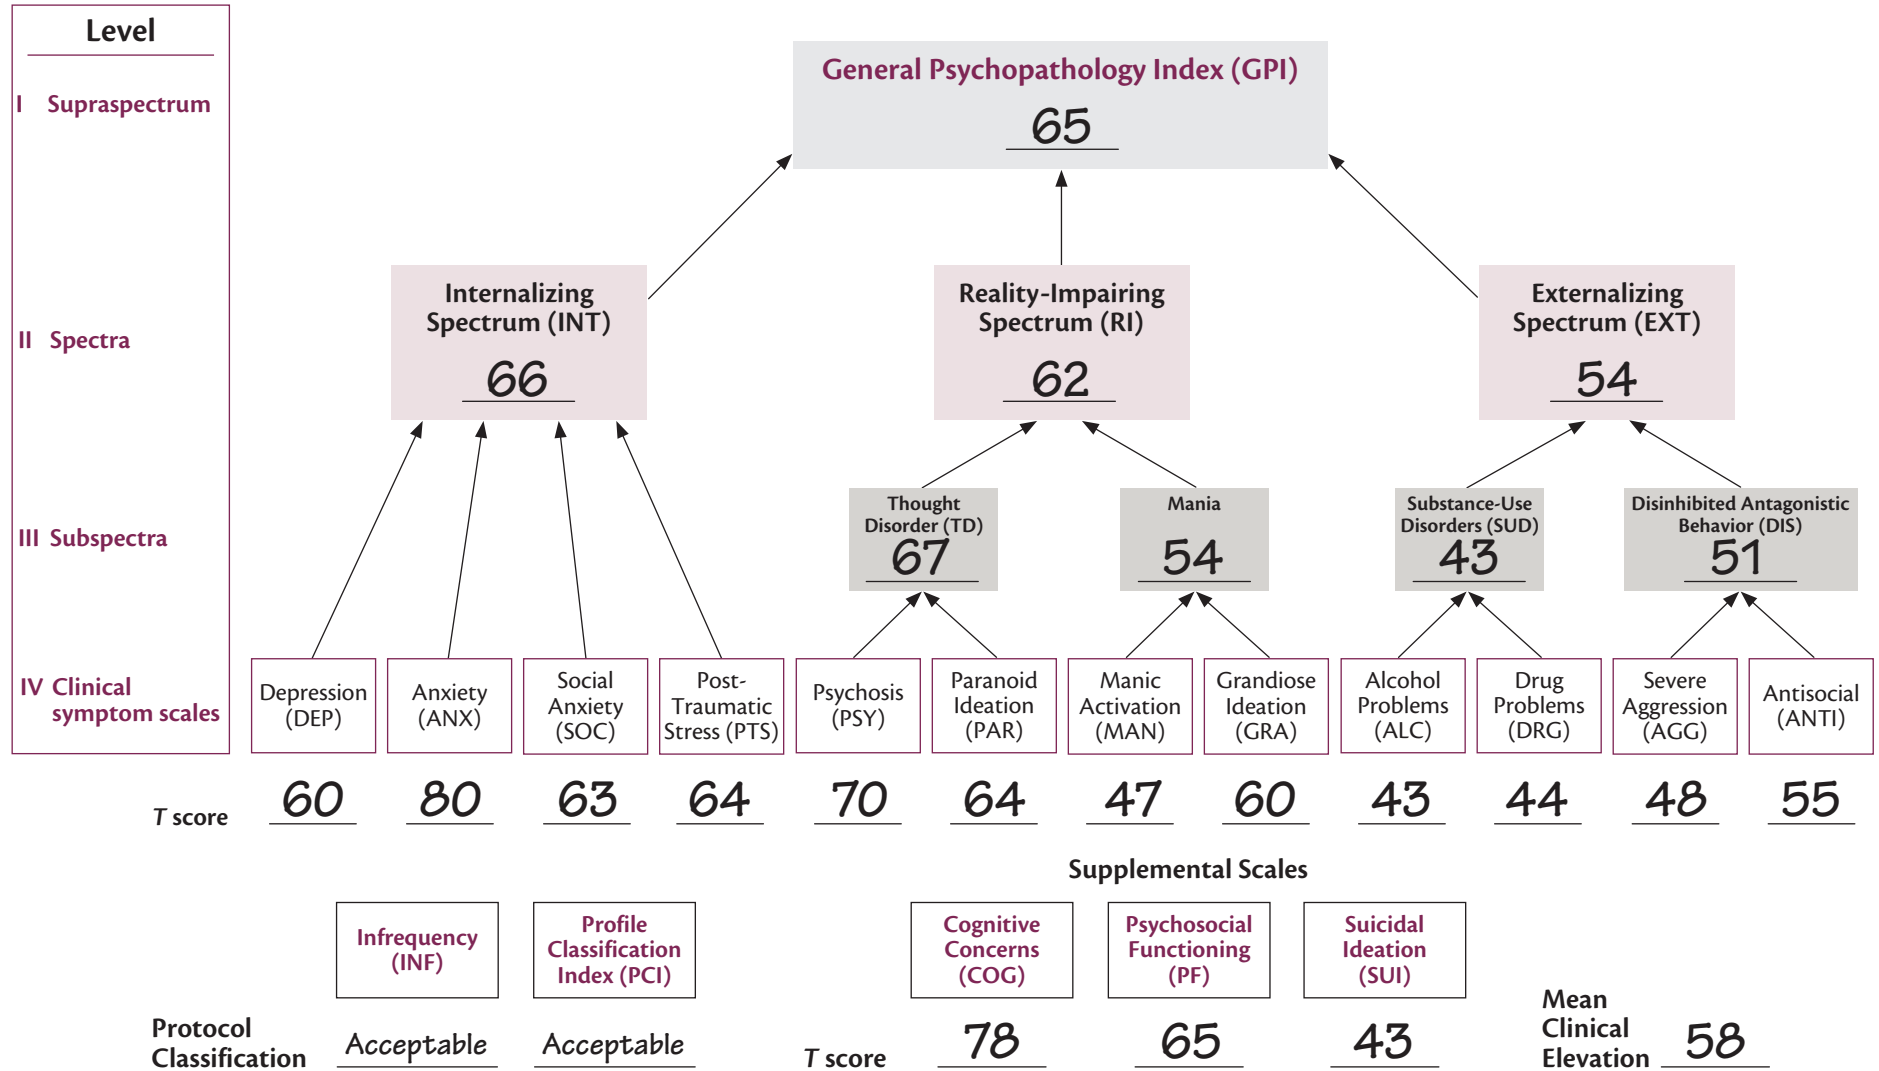 Level
I Supraspectrum
II Spectra
III Subspectra
IV Clinical
symptom scales
General Psychopathology Index (GPI)
65
Internalizing
Spectrum (INT)
66
Reality-Impairing
Spectrum (RI)
62
Externalizing
Spectrum (EXT)
54
Thought
Disorder (TD)
67
Mania
54
Substance-Use
Disorders (SUD)
43
Disinhibited Antagonistic
Behavior (DIS)
51
Depression
(DEP)
Anxiety
(ANX)
Social
Anxiety
(SOC)
Post-
Traumatic
Stress (PTS)
Psychosis
(PSY)
Paranoid
Ideation
(PAR)
Manic
Activation
(MAN)
Grandiose
Ideation
(GRA)
Alcohol
Problems
(ALC)
Drug
Problems
(DRG)
Severe
Aggression
(AGG)
Antisocial
(ANTI)
T score 60 80 63 64 70 64 47 60 43 44 48 55
Supplemental Scales
Infrequency
(INF)
Profile
Classification
Index (PCI)
Cognitive
Concerns
(COG)
Psychosocial
Functioning
(PF)
Suicidal
Ideation
(SUI)
Protocol
Classification
Acceptable Acceptable
T score 78 65 43
Mean
Clinical
Elevation 58